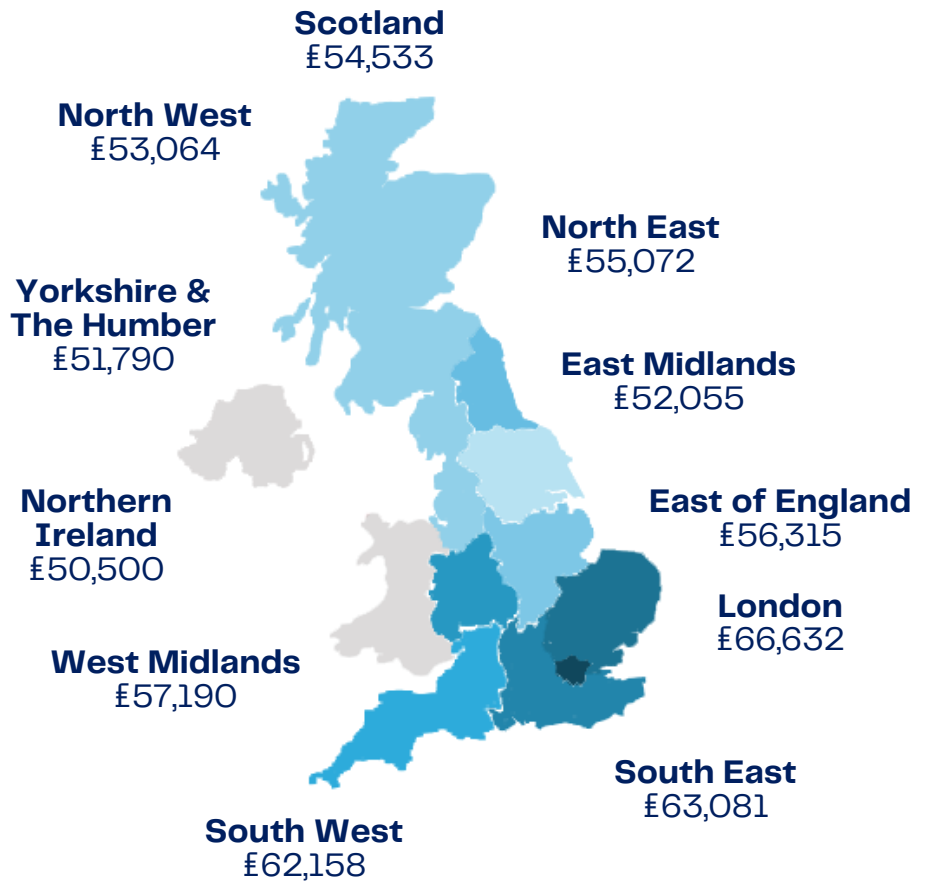 Scotland
£54,533
North West
£53,064
North East
£55,072
Yorkshire &
The Humber
£51,790
East Midlands
£52,055
Northern
Ireland
£50,500
East of England
£56,315
London
£66,632
West Midlands
£57,190
South East
£63,081
South West
£62,158